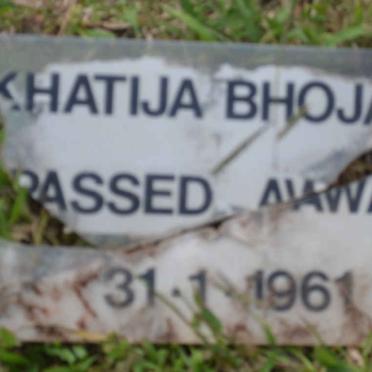 KHATIJA BHOJA
PASSED AWA
31·1·1961